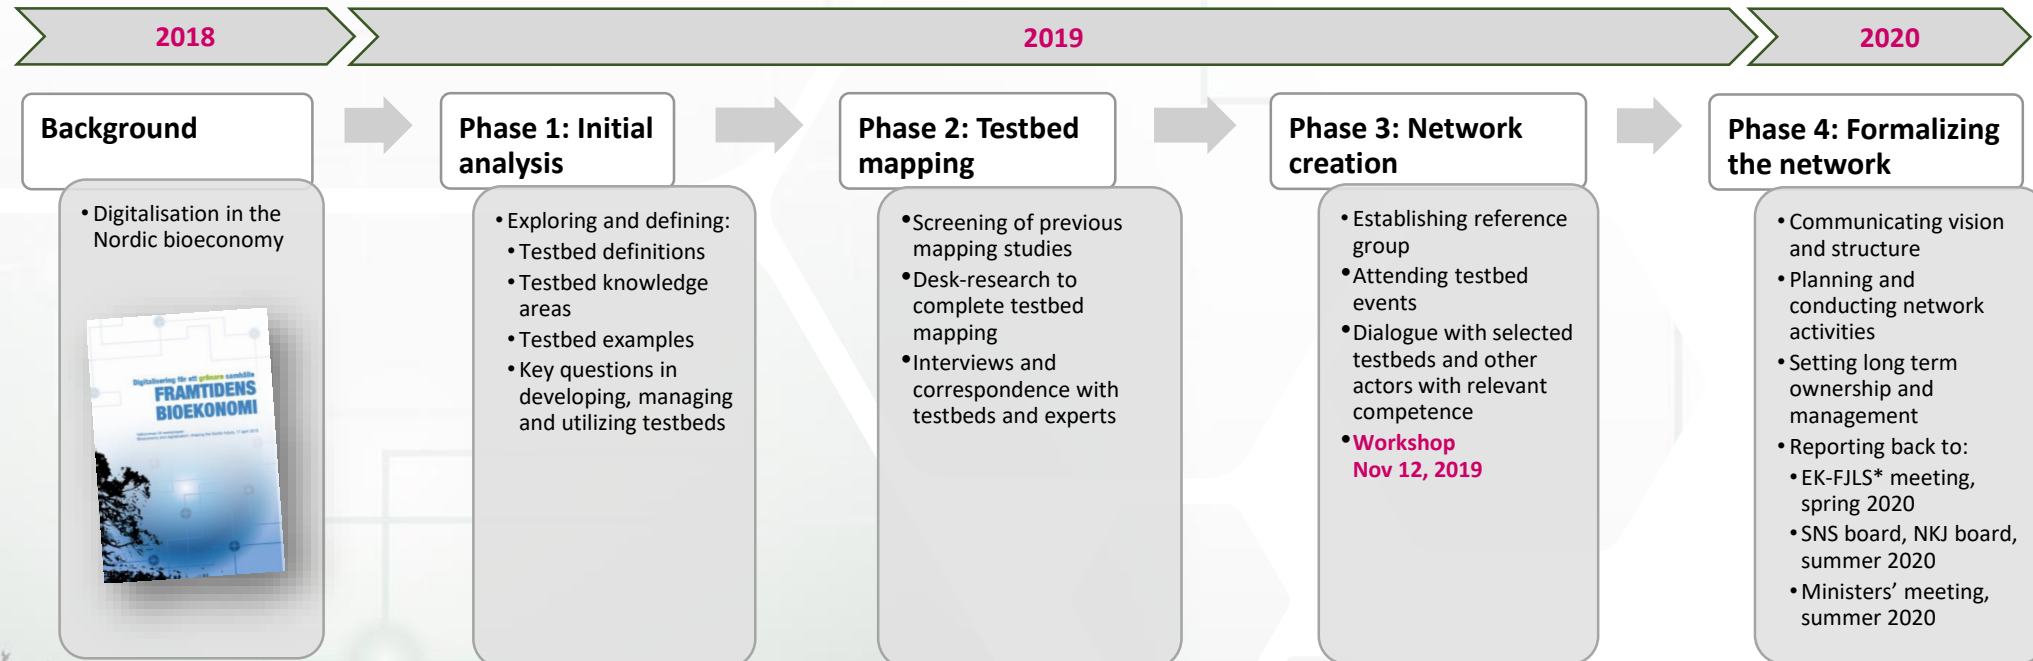 2018
2019
2020
Background
• Digitalisation in the
Nordic bioeconomy
Digitalisering för ett grönare samhälle
FRAMTIDENS
BIOEKONOMI
Phase 1: Initial
analysis
• Exploring and defining:
• Testbed definitions
• Testbed knowledge
areas
• Testbed examples
• Key questions in
developing, managing
and utilizing testbeds
Phase 2: Testbed
mapping
• Screening of previous
mapping studies
• Desk-research to
complete testbed
mapping
• Interviews and
correspondence with
testbeds and experts
Phase 3: Network
creation
• Establishing reference
group
• Attending testbed
events
• Dialogue with selected
testbeds and other
actors with relevant
competence
• Workshop
Nov 12, 2019
Phase 4: Formalizing
the network
• Communicating vision
and structure
• Planning and
conducting network
activities
• Setting long term
ownership and
management
• Reporting back to:
• EK-FJLS* meeting,
spring 2020
• SNS board, NKJ board,
summer 2020
• Ministers’ meeting,
summer 2020